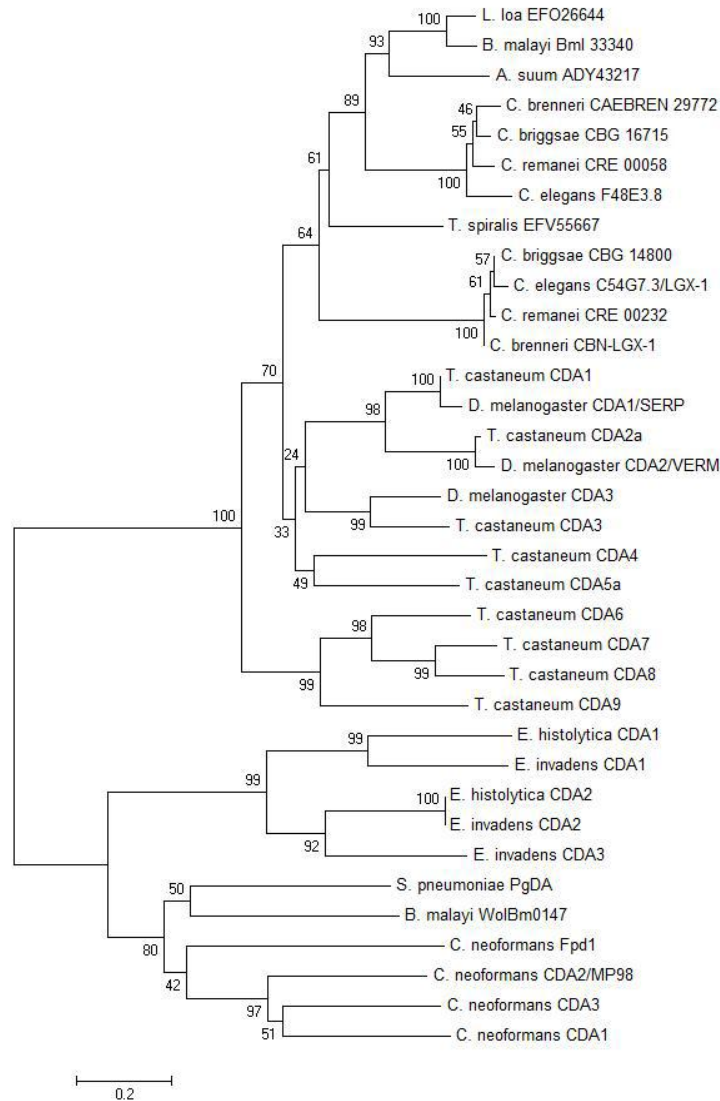 L. loa EFO26644
100
93
B. malayi Bml 33340
A. suum ADY43217
89
C. brenneri CAEBREN 29772
46
55
C. briggsae CBG 16715
61
C. remanei CRE 00058
100
C. elegans F48E3.8
T. spiralis EFV55667
64
57
C. briggsae CBG 14800
61
C. elegans C54G7.3/LGX-1
C. remanei CRE 00232
100
C. brenneri CBN-LGX-1
70
100
T. castaneum CDA1
98
D. melanogaster CDA1/SERP
T. castaneum CDA2a
24
100
D. melanogaster CDA2/VERM
D. melanogaster CDA3
100
99
T. castaneum CDA3
33
T. castaneum CDA4
49
T. castaneum CDA5a
98
T. castaneum CDA6
T. castaneum CDA7
99
T. castaneum CDA8
99
T. castaneum CDA9
99
E. histolytica CDA1
E. invadens CDA1
99
100
E. histolytica CDA2
E. invadens CDA2
92
E. invadens CDA3
50
S. pneumoniae PgDA
B. malayi WolBm0147
80
C. neoformans Fpd1
42
C. neoformans CDA2/MP98
97
C. neoformans CDA3
51
C. neoformans CDA1
0.2